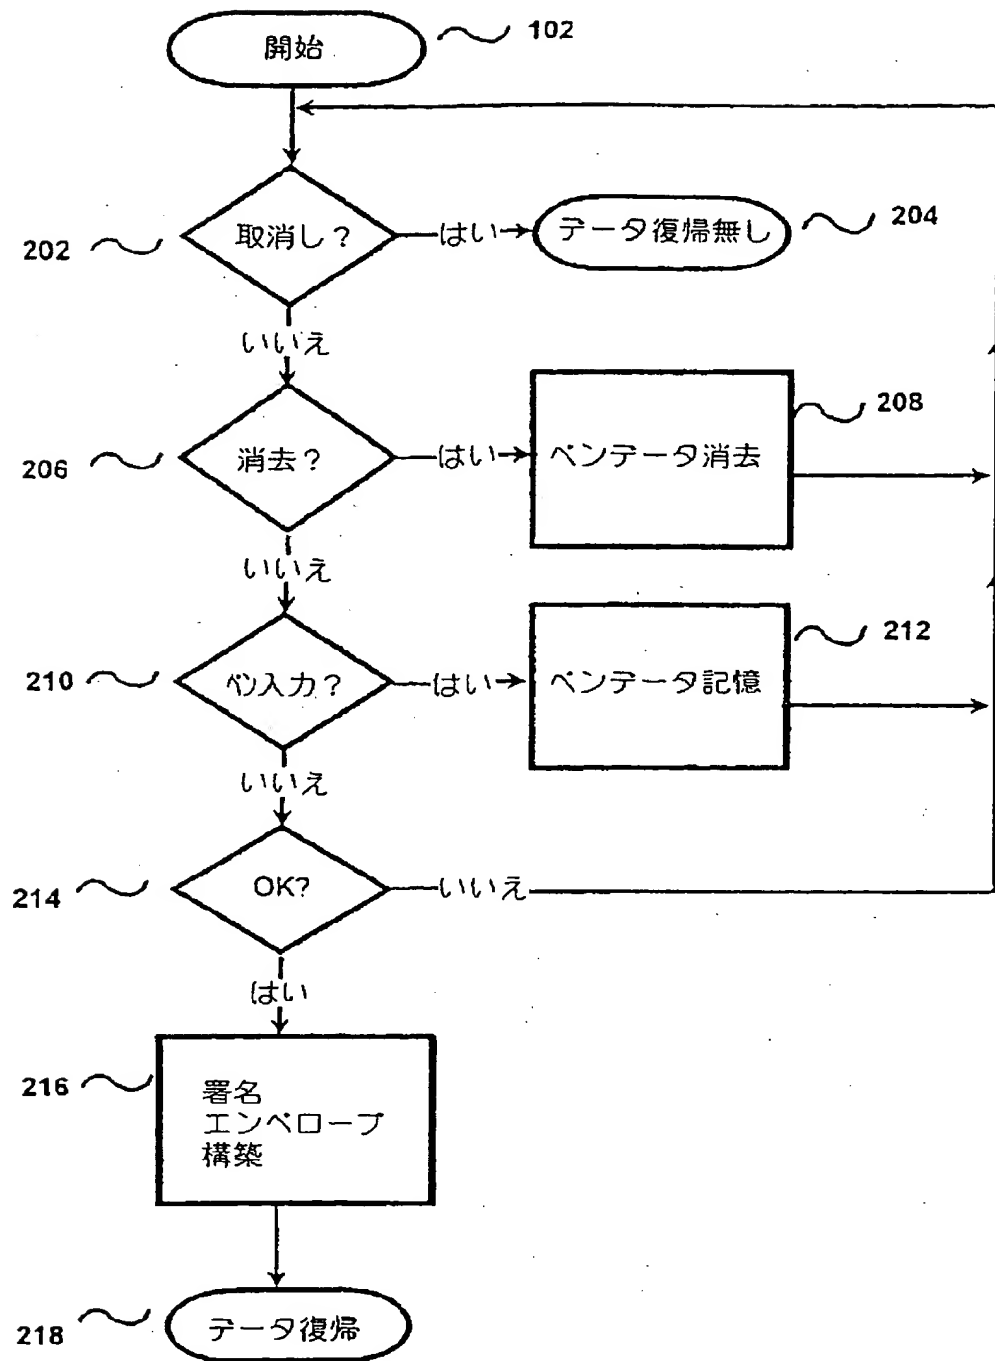 開始
102
取消し?
202
はい
データ復帰無し
204
いいえ
消去?
206
はい
ペンデータ消去
208
いいえ
ペン入力?
210
はい
ペンデータ記憶
212
いいえ
OK?
214
いいえ
はい
216
署名
エンベロープ
構築
218
データ復帰